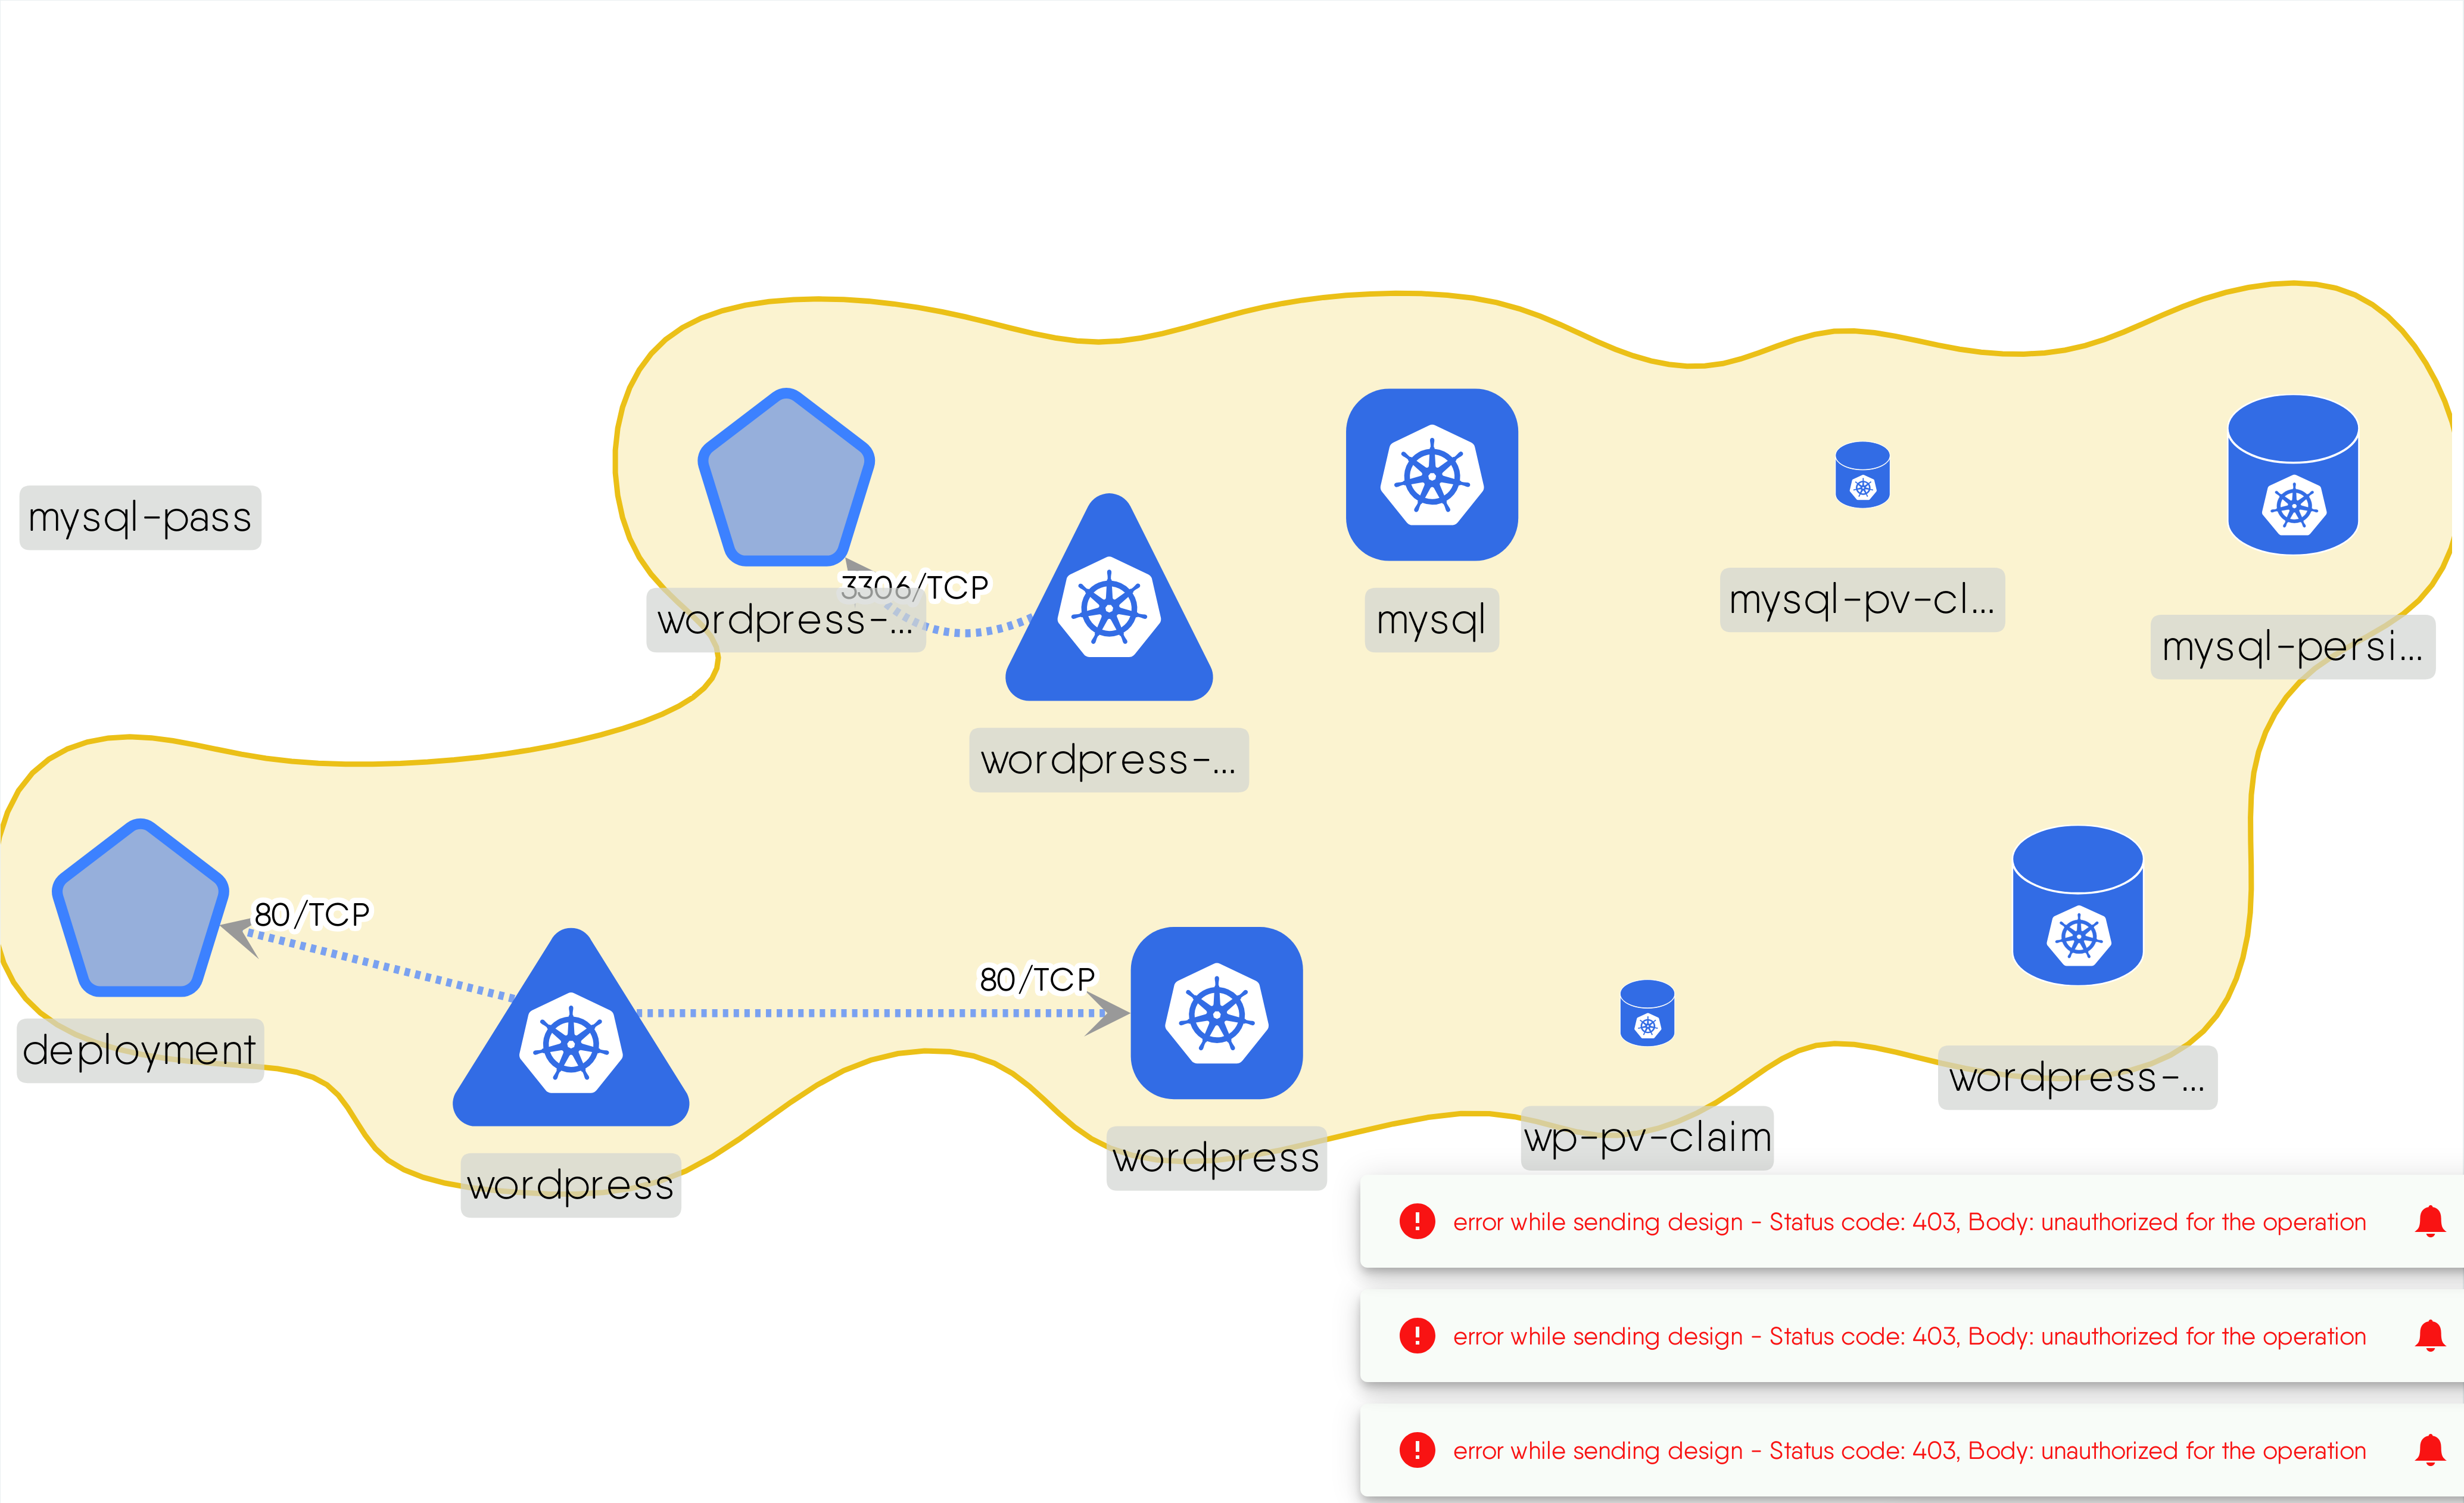 mysql-pass
3306/TCP
wordpress-...
wordpress-...
mysql
mysql-pv-cl...
mysql-persi...
80/TCP
deployment
wordpress
80/TCP
wordpress
wp-pv-claim
wordpress-...
error while sending design - Status code: 403, Body: unauthorized for the operation
error while sending design - Status code: 403, Body: unauthorized for the operation
error while sending design - Status code: 403, Body: unauthorized for the operation